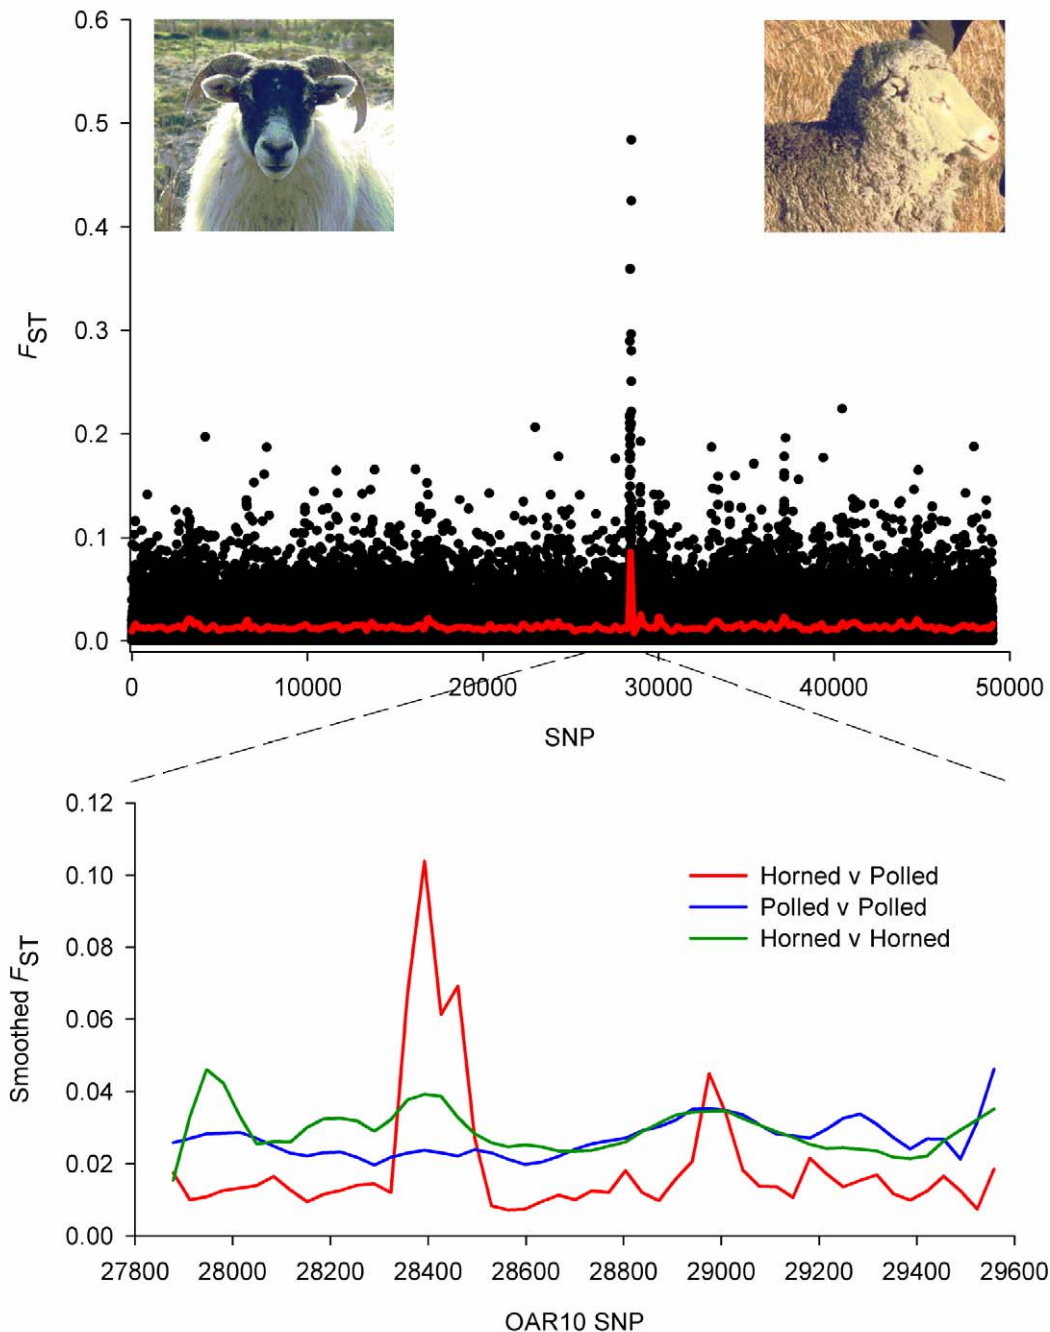 0.6
0.5
0.4
0.3
0.2
0.1
0.0
FST
0 10000 20000 30000 40000 50000
SNP
0.12
0.10
0.08
0.06
0.04
0.02
0.00
Smoothed FST
Horned v Polled
Polled v Polled
Horned v Horned
27800 28000 28200 28400 28600 28800 29000 29200 29400 29600
OAR10 SNP